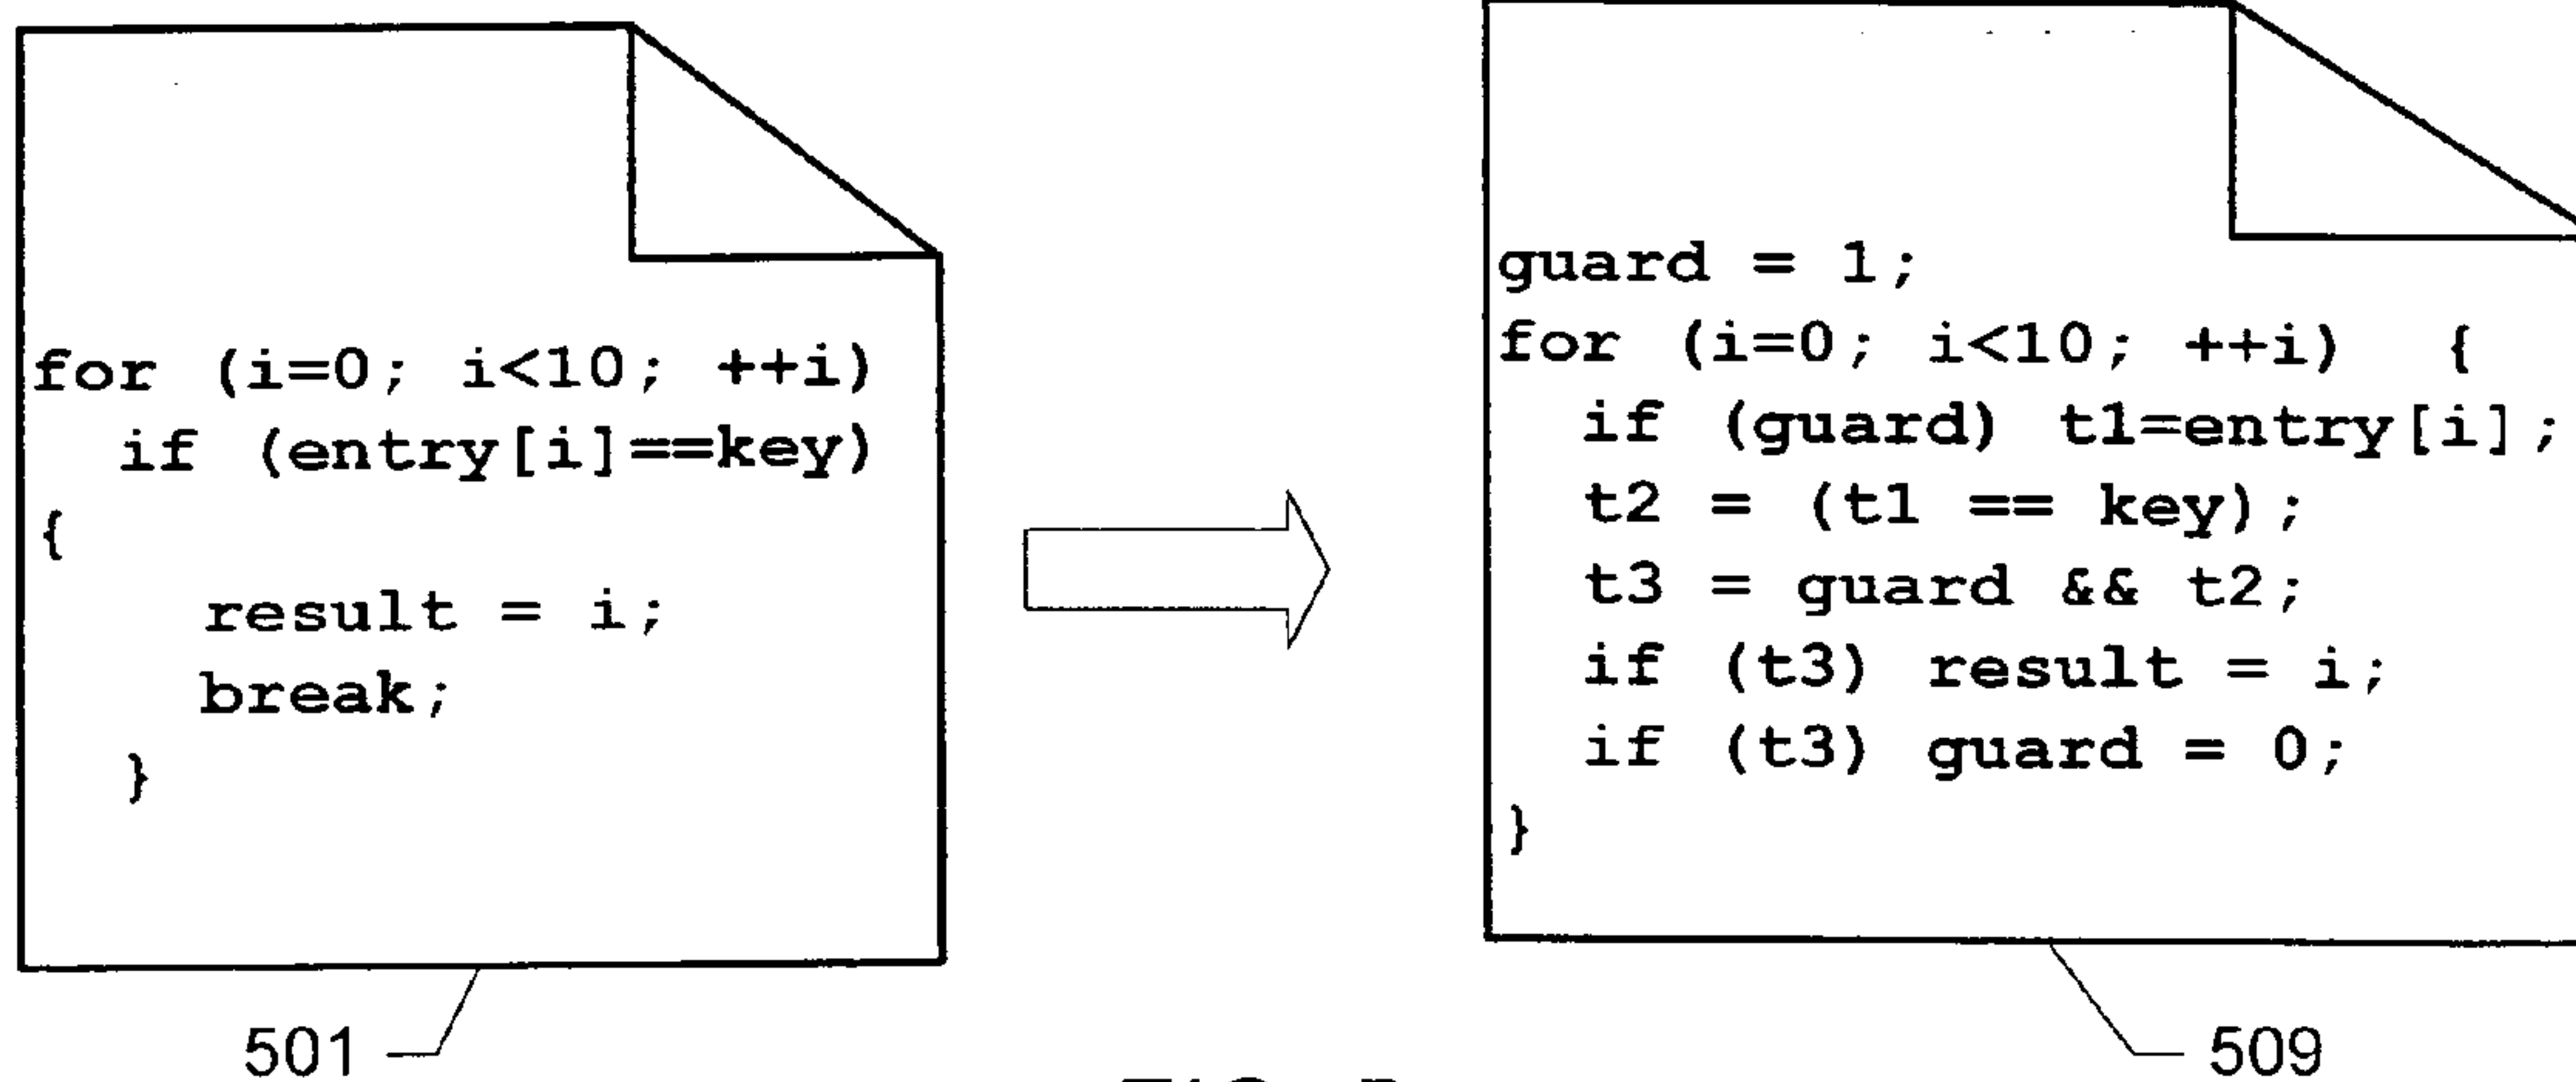 for (i=0; i<10; ++i)
if (entry[i]==key)
{
result = i;
break;
}
501
guard = 1;
for (i=0; i<10; ++i) {
if (guard) t1=entry[i];
t2 = (t1 == key);
t3 = guard && t2;
if (t3) result = i;
if (t3) guard = 0;
}
509